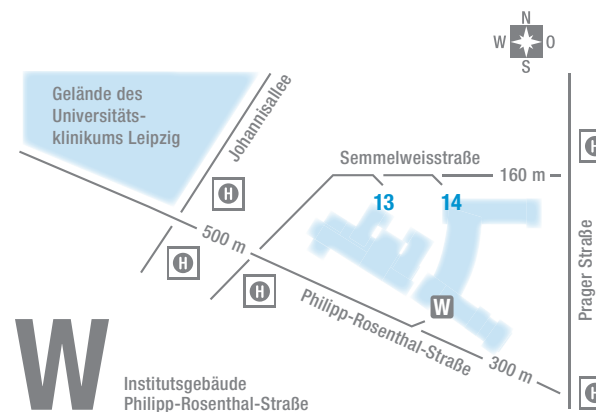 N
W O
S
Gelände des
Universitäts-
klinikums Leipzig
Johannisallee
H
Semmelweisstraße
160 m
H
13
14
H
500 m
H
H
Prager Straße
W
Philipp-Rosenthal-Straße
300 m
H
W
Institutsgebäude
Philipp-Rosenthal-Straße